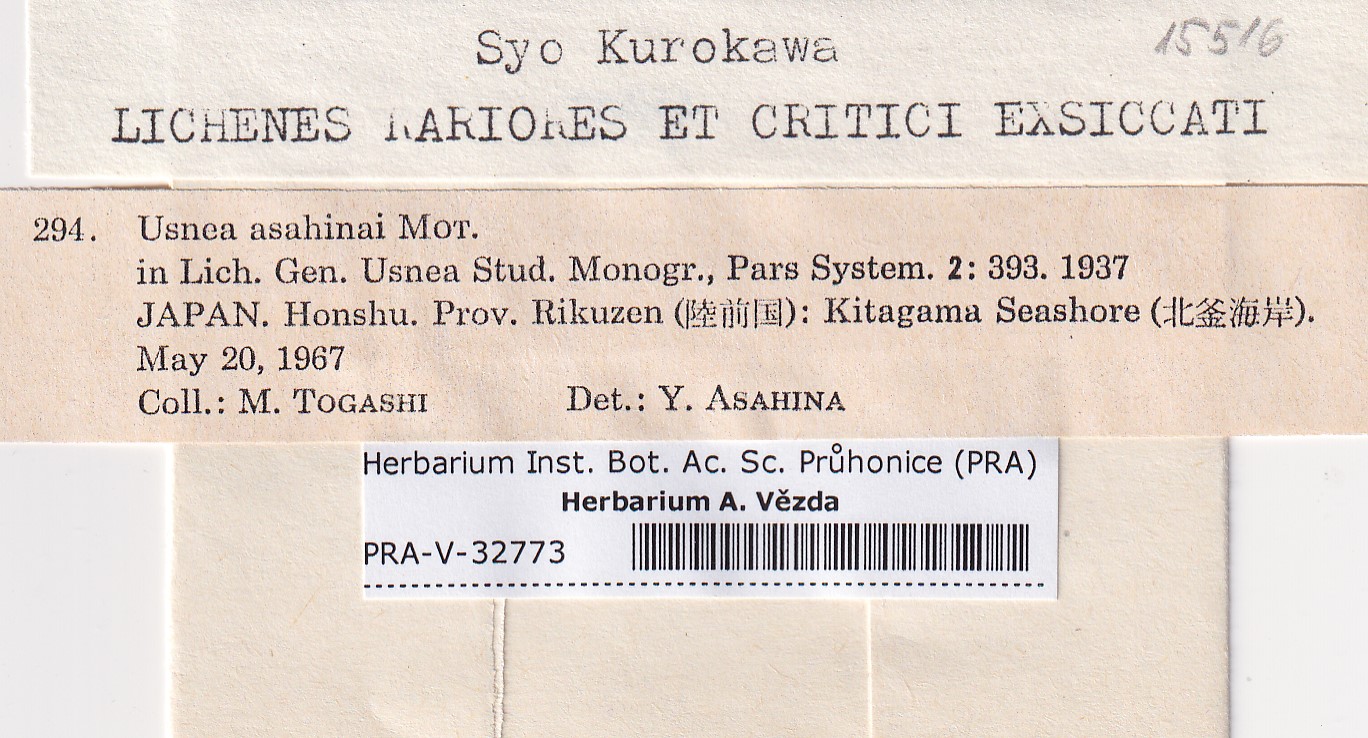 15516
Syo Kurokawa
LICHENES RARIORES ET CRITICI EXSICCATI
294. Usnea asahinai MOT.
in Lich. Gen. Usnea Stud. Monogr., Pars System. 2: 393. 1937
JAPAN. Honshu. Prov. Rikuzen (陸前国): Kitagama Seashore (北釜海岸).
May 20, 1967
Coll.: M. TOGASHI Det.: Y. ASAHINA
Herbarium Inst. Bot. Ac. Sc. Průhonice (PRA)
Herbarium A. Vězda
PRA-V-32773